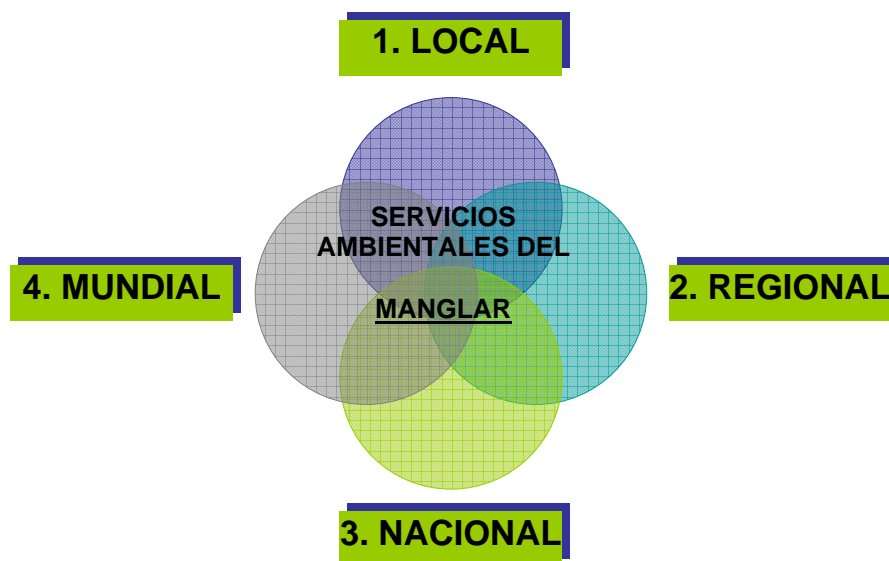 1. LOCAL
SERVICIOS
AMBIENTALES DEL
MANGLAR
4. MUNDIAL
2. REGIONAL
3. NACIONAL